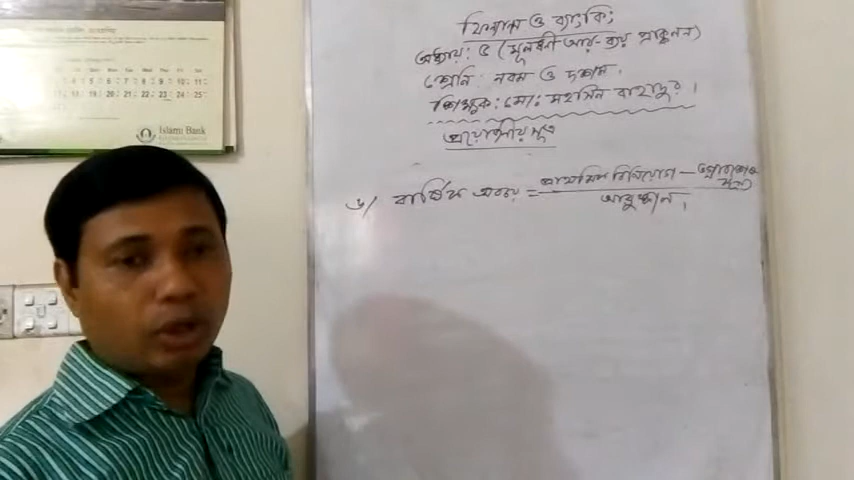 ফিন্যান্স ও ব্যাংকিং
অধ্যায়: ৫ (মূলধনী আয়-ব্যয় প্রাক্কলন)
শ্রেণি: নবম ও দশম।
শিক্ষক: মো: মহসিন বাহাদুর।
প্রয়োজনীয় সূত্র
৬/ বার্ষিক অবচয় = প্রাথমিক বিনিয়োগ - ভগ্নাবশেষ মূল্য
আয়ুষ্কাল।
Islami Bank